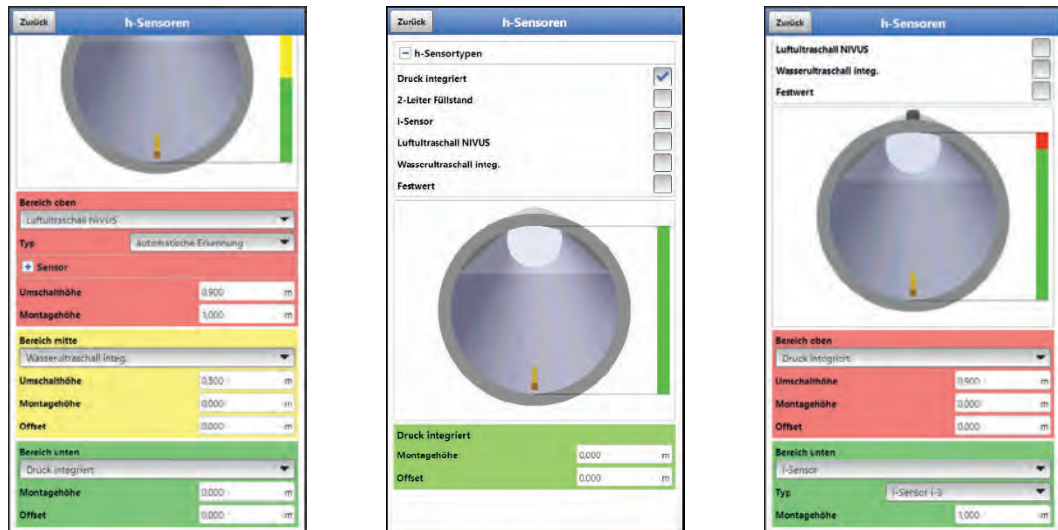 Zurück h-Sensoren
Bereich oben
Luftultraschall NIVUS
Typ automatische Erkennung
+ Sensor
Umschalthöhe 0,900 m
Montagehöhe 1,000 m
Bereich mitte
Wasserultraschall integ.
Umschalthöhe 0,500 m
Montagehöhe 0,000 m
Offset 0,000 m
Bereich unten
Druck integriert
Montagehöhe 0,000 m
Offset 0,000 m
Zurück h-Sensoren
− h-Sensortypen
Druck integriert
2-Leiter Füllstand
i-Sensor
Luftultraschall NIVUS
Wasserultraschall integ.
Festwert
Druck integriert
Montagehöhe 0,000 m
Offset 0,000 m
Zurück h-Sensoren
Luftultraschall NIVUS
Wasserultraschall integ.
Festwert
Bereich oben
Druck integriert
Umschalthöhe 0,900 m
Montagehöhe 0,000 m
Offset 0,000 m
Bereich unten
i-Sensor
Typ i-Sensor i-3
Montagehöhe 1,000 m